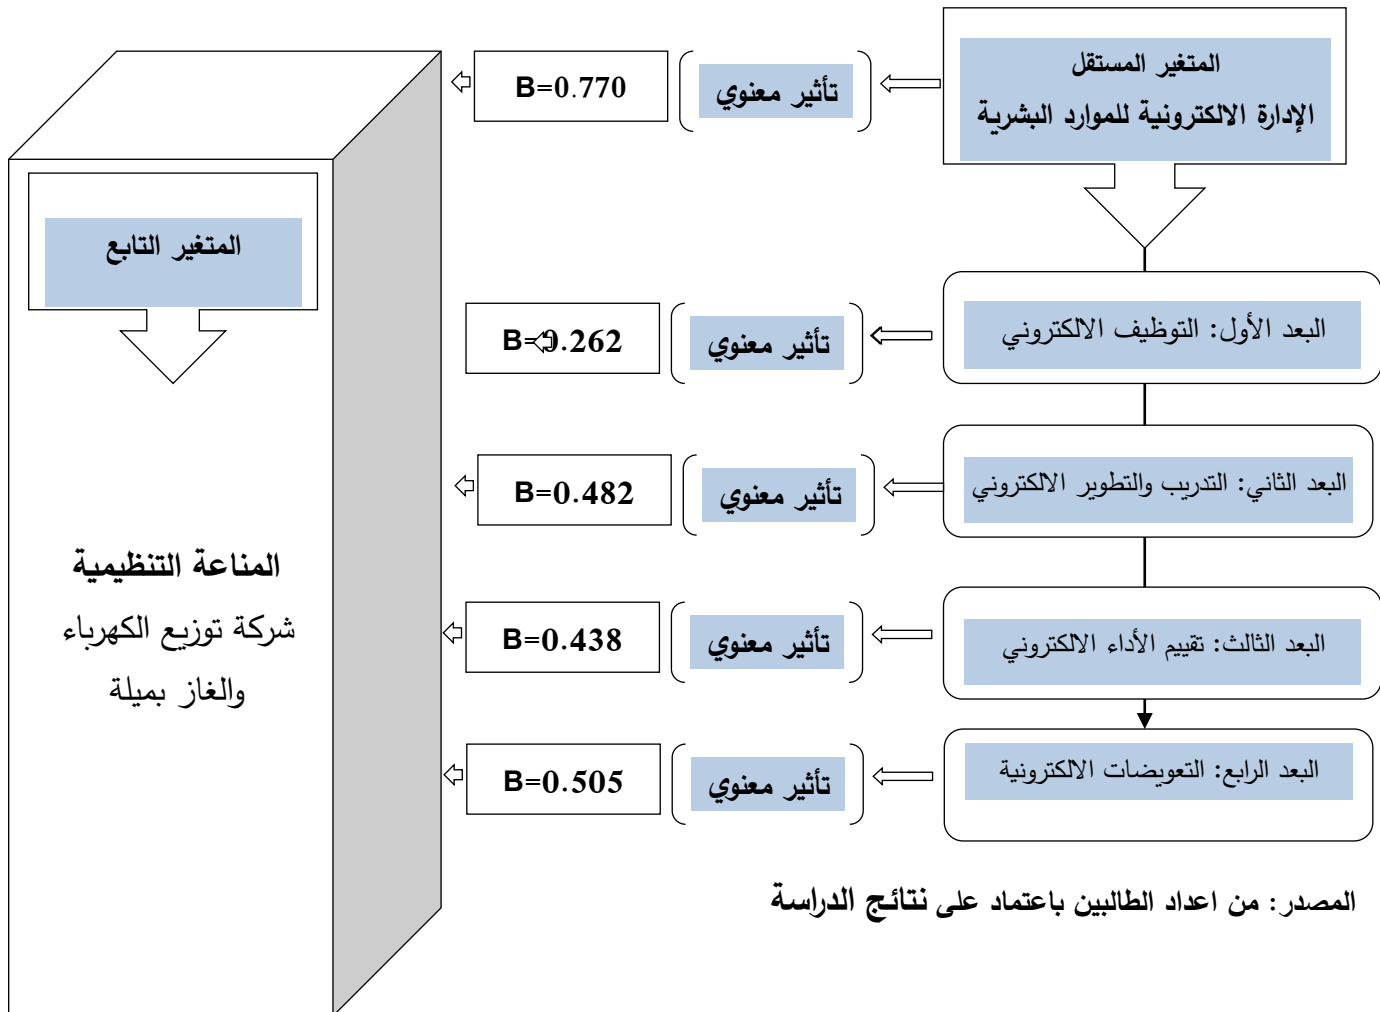 المتغير المستقل
الإدارة الالكترونية للموارد البشرية
تأثير معنوي
B=0.770
المتغير التابع
البعد الأول: التوظيف الالكتروني
تأثير معنوي
B=0.262
البعد الثاني: التدريب والتطوير الالكتروني
تأثير معنوي
B=0.482
المناعة التنظيمية
شركة توزيع الكهرباء
والغاز بميلة
البعد الثالث: تقييم الأداء الالكتروني
تأثير معنوي
B=0.438
البعد الرابع: التعويضات الالكترونية
تأثير معنوي
B=0.505
المصدر: من اعداد الطالبين باعتماد على نتائج الدراسة